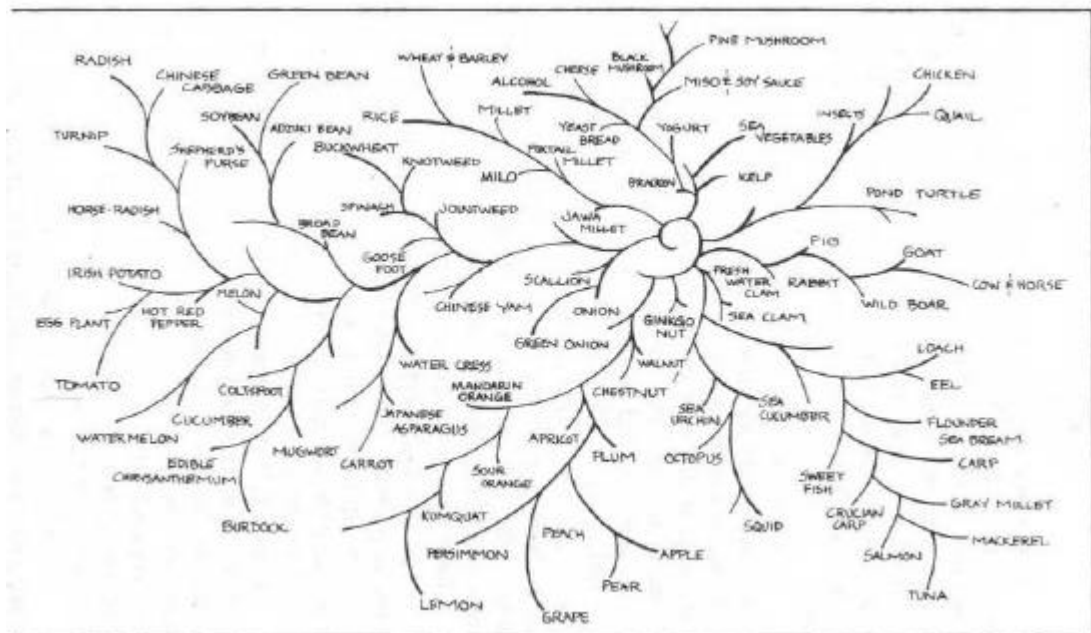 RADISH
CHINESE
CABBAGE
GREEN BEAN
WHEAT & BARLEY
ALCOHOL
CHEESE
BLACK
MUSHROOM
PINE MUSHROOM
MISO & SOY SAUCE
CHICKEN
QUAIL
INSECTS
TURNIP
SOYBEAN
ADZUKI BEAN
SHEPHERD'S
PURSE
BUCKWHEAT
RICE
MILLET
YEAST
BREAD
YOGURT
SEA
VEGETABLES
KNOTWEED
FOXTAIL
MILLET
MILO
BRACKEN
KELP
POND TURTLE
HORSE-RADISH
BROAD
BEAN
SPINACH
JOINTWEED
JAWA
MILLET
PIG
GOAT
GOOSE
FOOT
SCALLION
FRESH
WATER
CLAM
RABBIT
COW & HORSE
WILD BOAR
IRISH POTATO
MELON
HOT RED
PEPPER
CHINESE YAM
ONION
GINKGO
NUT
SEA CLAM
EGG PLANT
GREEN ONION
WALNUT
LOACH
EEL
TOMATO
COLTSFOOT
WATER CRESS
MANDARIN
ORANGE
CHESTNUT
SEA
URCHIN
SEA
CUCUMBER
FLOUNDER
SEA BREAM
CARP
WATERMELON
CUCUMBER
JAPANESE
ASPARAGUS
APRICOT
PLUM
OCTOPUS
EDIBLE
CHRYSANTHEMUM
MUGWORT
CARROT
SOUR
ORANGE
SWEET
FISH
CRUCIAN
CARP
GRAY MILLET
MACKEREL
BURDOCK
KUMQUAT
PERSIMMON
PEACH
APPLE
SQUID
SALMON
LEMON
GRAPE
PEAR
TUNA